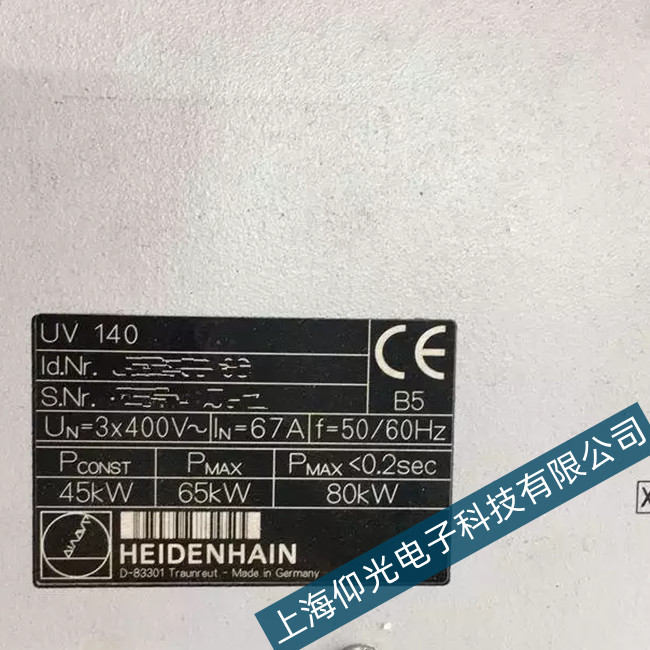 UV 140
Id.Nr.
S.Nr.
B5
UN=3x400V~ IN=67A f=50/60Hz
PCONST PMAX PMAX<0.2sec
45kW 65kW 80kW
HEIDENHAIN
D-83301 Traunreut - Made in Germany
CE
X
上海仰光电子科技有限公司